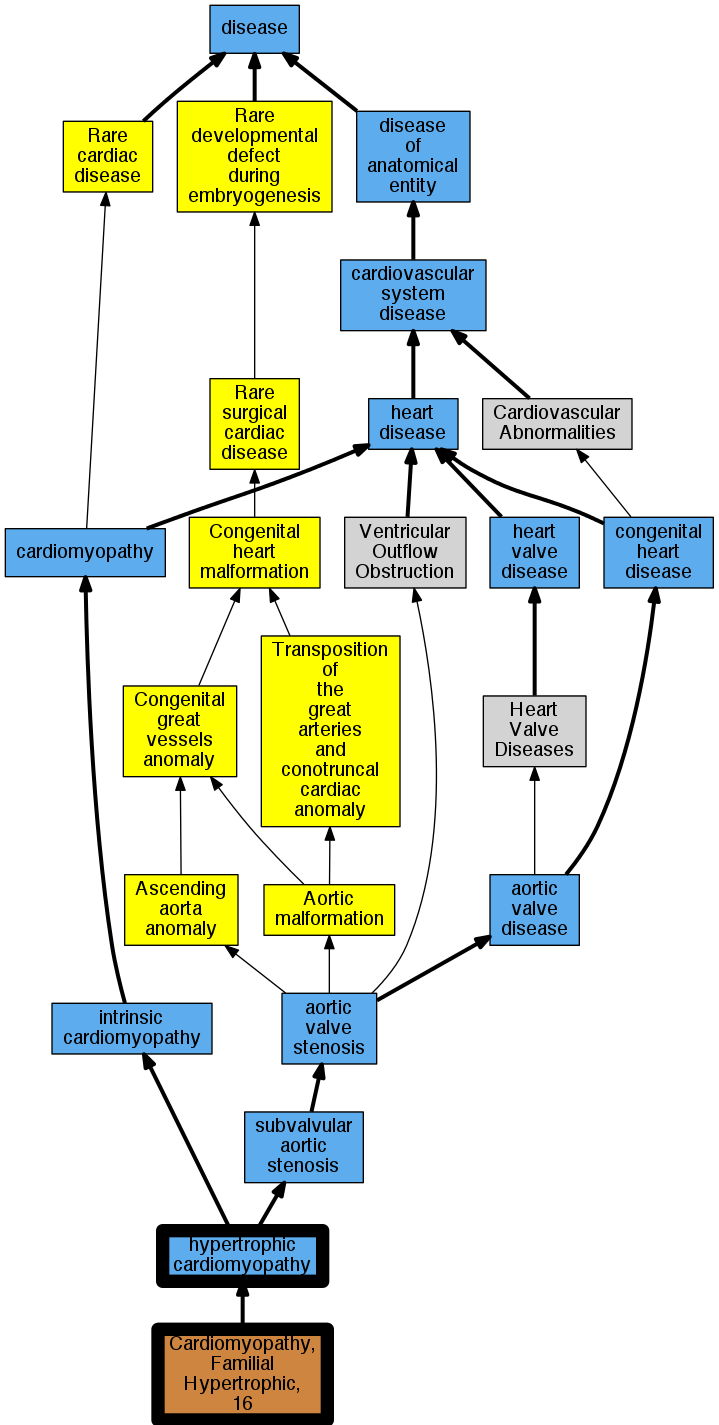 disease
Rare
cardiac
disease
Rare
developmental
defect
during
embryogenesis
disease
of
anatomical
entity
cardiovascular
system
disease
Rare
surgical
cardiac
disease
heart
disease
Cardiovascular
Abnormalities
cardiomyopathy
Congenital
heart
malformation
Ventricular
Outflow
Obstruction
heart
valve
disease
congenital
heart
disease
Congenital
great
vessels
anomaly
Transposition
of
the
great
arteries
and
conotruncal
cardiac
anomaly
Heart
Valve
Diseases
Ascending
aorta
anomaly
Aortic
malformation
aortic
valve
disease
intrinsic
cardiomyopathy
aortic
valve
stenosis
subvalvular
aortic
stenosis
hypertrophic
cardiomyopathy
Cardiomyopathy,
Familial
Hypertrophic,
16